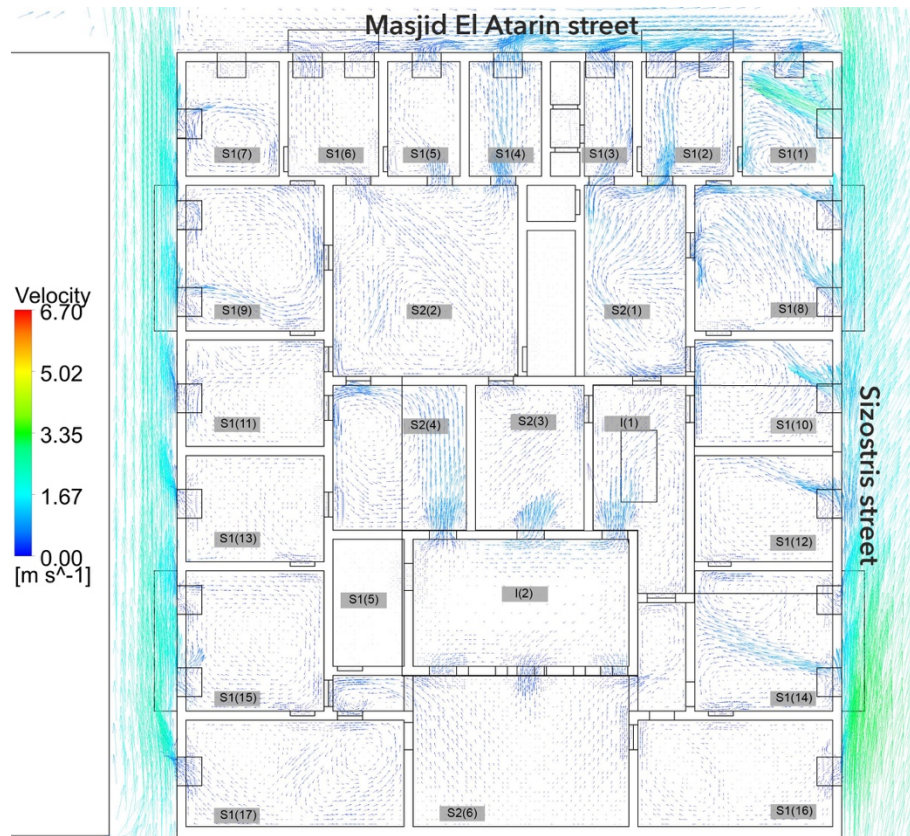 Masjid El Atarin street
S1(7)
S1(6)
S1(5)
S1(4)
S1(3)
S1(2)
S1(1)
Velocity
6.70
5.02
3.35
1.67
0.00
[m s^-1]
S1(9)
S2(2)
S2(1)
S1(8)
S1(11)
S2(4)
S2(3)
I(1)
S1(10)
Sizostris street
S1(13)
S1(12)
S1(5)
I(2)
S1(15)
S1(14)
S1(17)
S2(6)
S1(16)